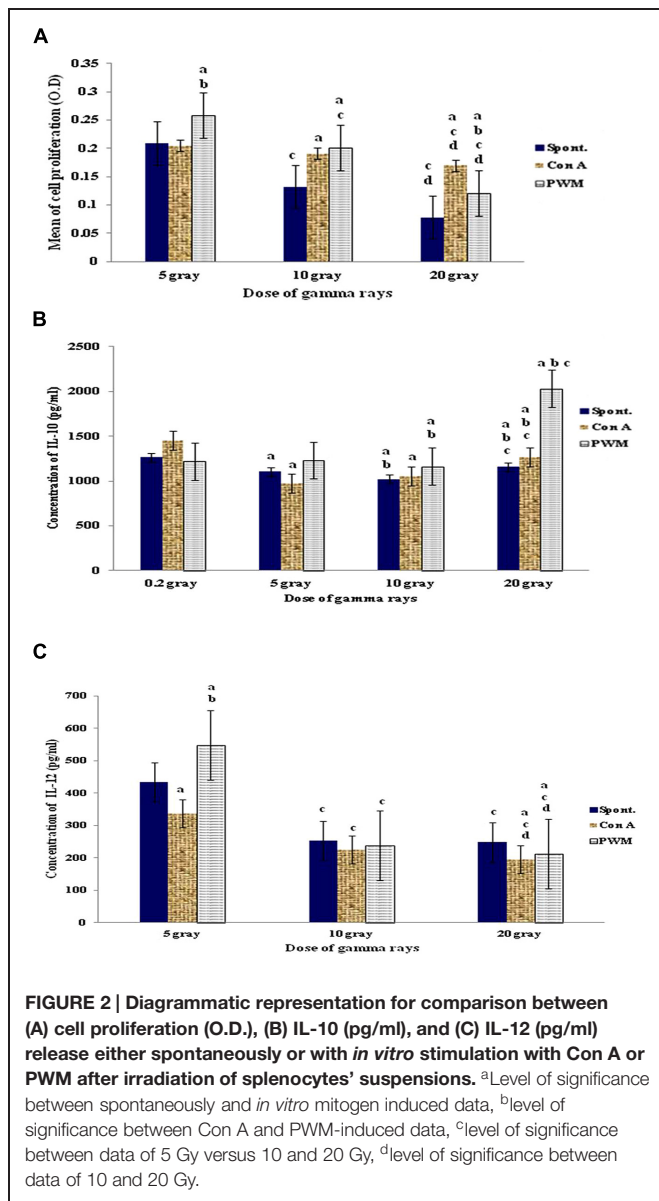 A
a
b
a
c
a
c
a
c
d
a
b
c
d
c
d
0.35
0.3
0.25
0.2
0.15
0.1
0.05
0
Mean of cell proliferation (O.D)
5 gray
10 gray
20 gray
Dose of gamma rays
Spont.
Con A
PWM
B
2500
2000
1500
1000
500
0
Concentration of IL-10 (pg/ml)
a
a
a
b
a
a
b
a
b
c
a
b
c
a b c
0.2 gray
5 gray
10 gray
20 gray
Dose of gamma rays
Spont.
Con A
PWM
C
700
600
500
400
300
200
100
0
Concentration of IL-12 (pg/ml)
a
a
b
c
c
c
c
a
c
d
a
c
d
5 gray
10 gray
20 gray
Dose of gamma rays
Spont.
Con A
PWM
FIGURE 2 | Diagrammatic representation for comparison between
(A) cell proliferation (O.D.), (B) IL-10 (pg/ml), and (C) IL-12 (pg/ml)
release either spontaneously or with in vitro stimulation with Con A or
PWM after irradiation of splenocytes' suspensions. aLevel of significance
between spontaneously and in vitro mitogen induced data, blevel of
significance between Con A and PWM-induced data, clevel of significance
between data of 5 Gy versus 10 and 20 Gy, dlevel of significance between
data of 10 and 20 Gy.